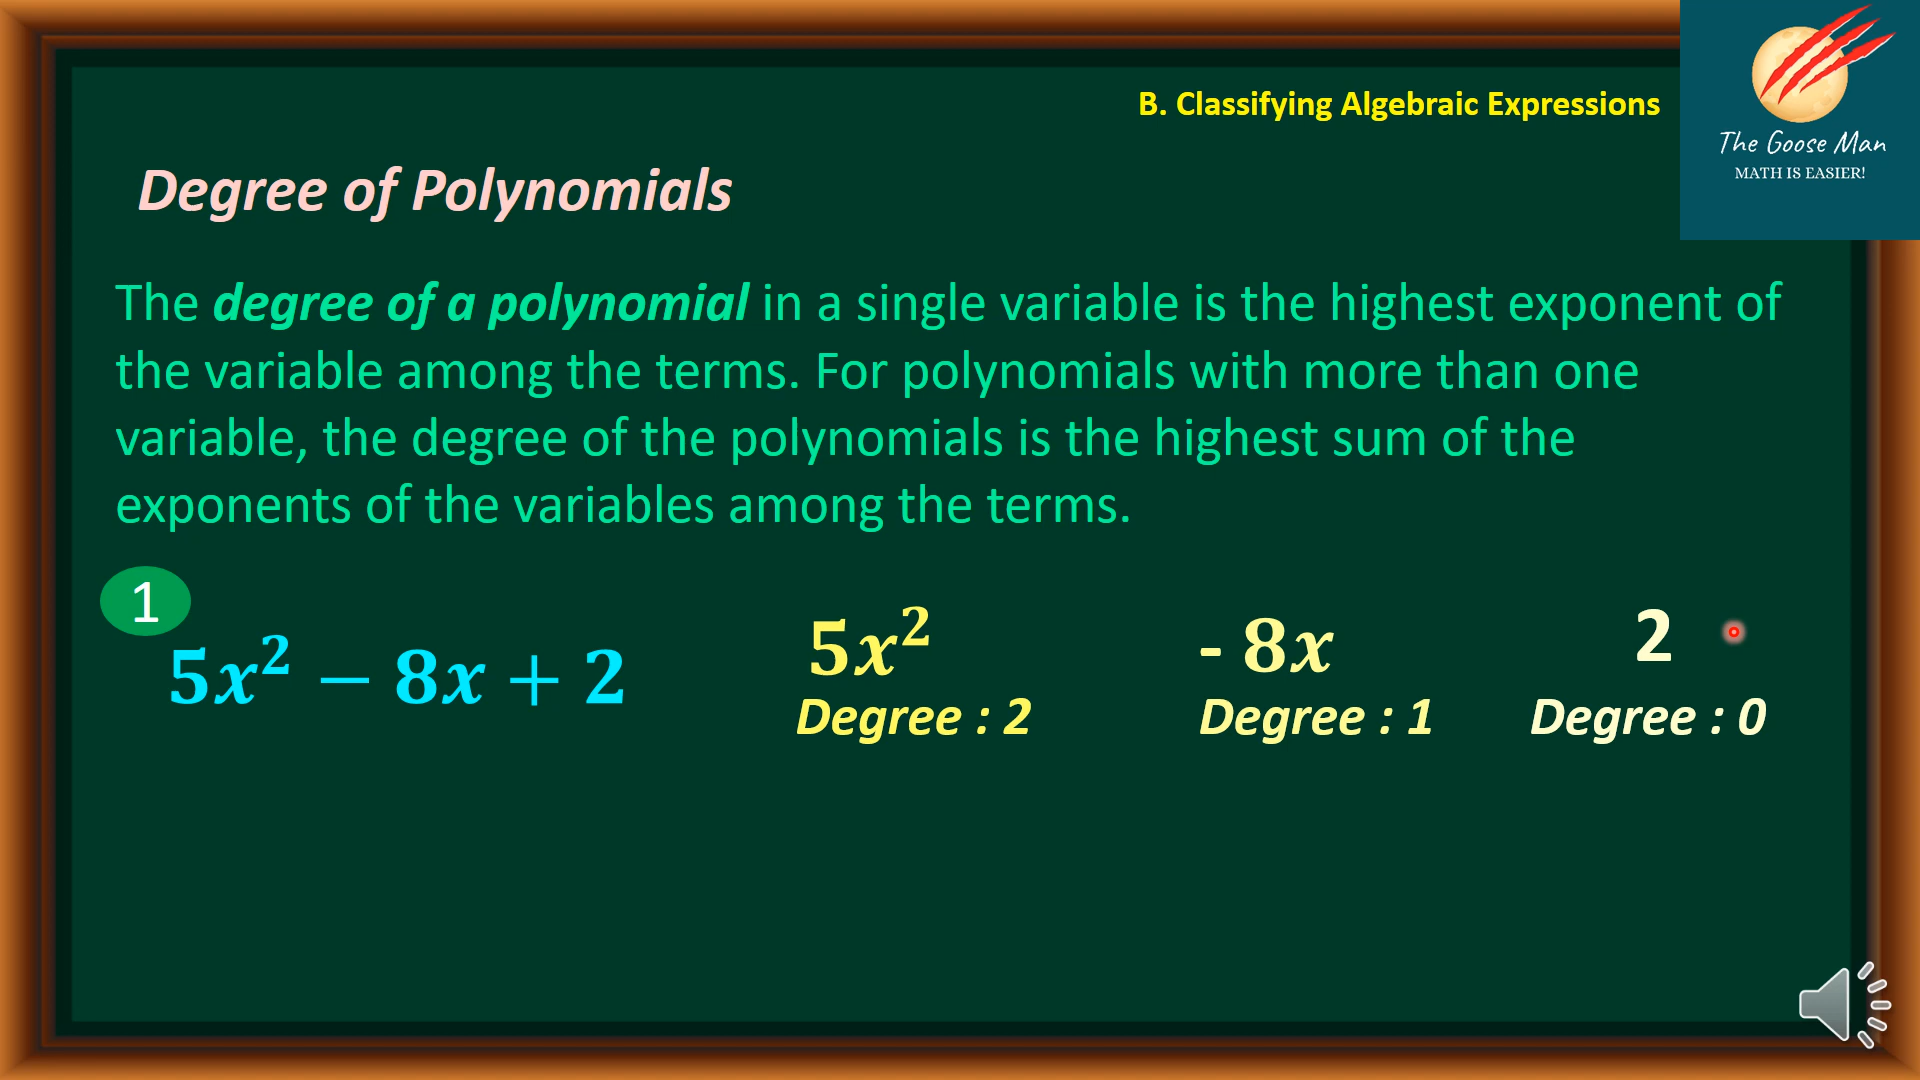 B. Classifying Algebraic Expressions
The Goose Man
MATH IS EASIER!
Degree of Polynomials
The degree of a polynomial in a single variable is the highest exponent of
the variable among the terms. For polynomials with more than one
variable, the degree of the polynomials is the highest sum of the
exponents of the variables among the terms.
1
5x² − 8x + 2
5x²
Degree : 2
- 8x
Degree : 1
2
Degree : 0